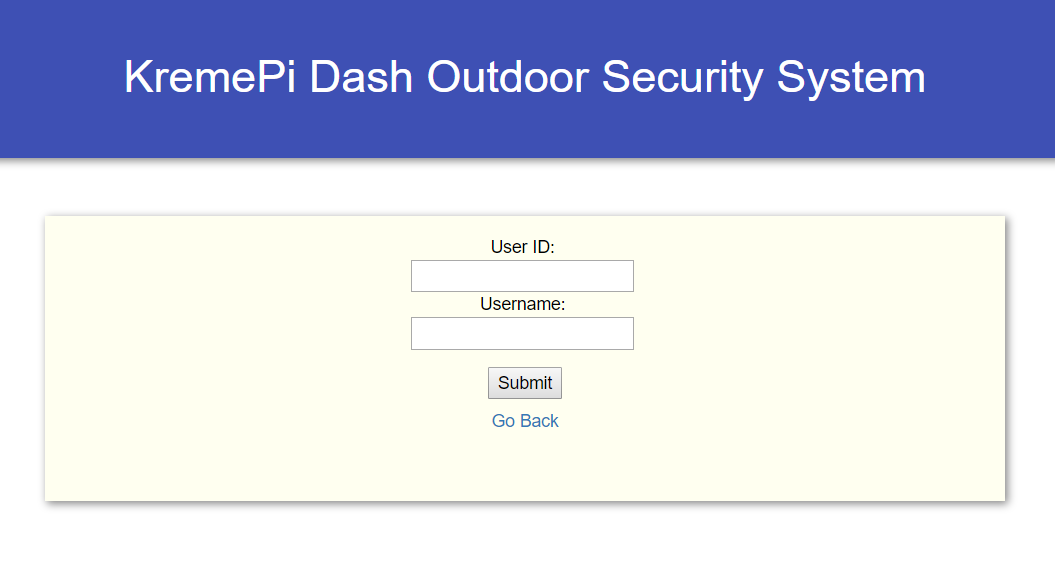 KremePi Dash Outdoor Security System
User ID:
Username:
Submit
Go Back